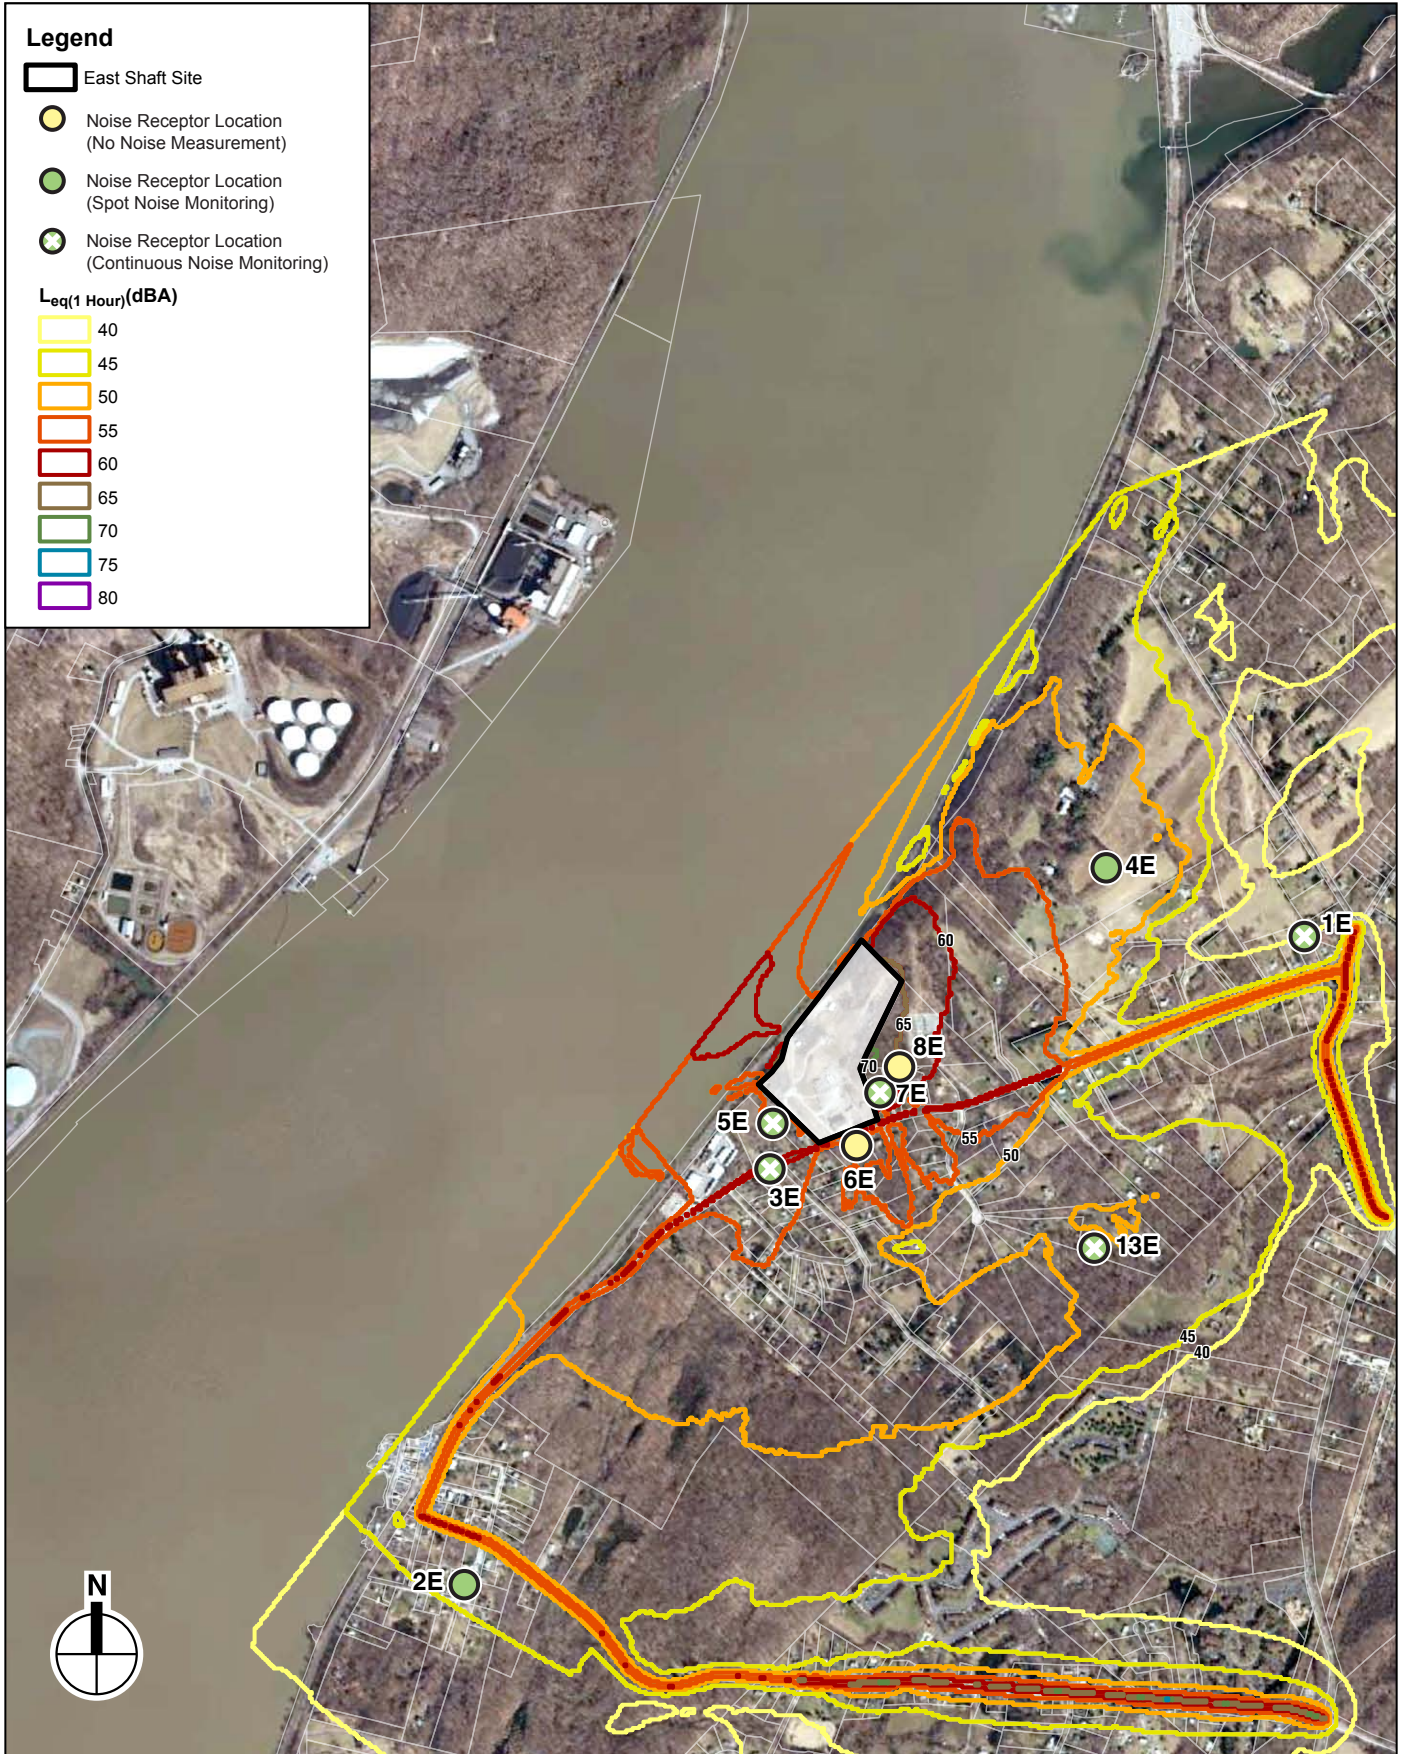 Legend
East Shaft Site
Noise Receptor Location
(No Noise Measurement)
Noise Receptor Location
(Spot Noise Monitoring)
Noise Receptor Location
(Continuous Noise Monitoring)
Leq(1 Hour)(dBA)
40
45
50
55
60
65
70
75
80
4E
1E
60
65
8E
70
7E
5E
55
50
6E
3E
13E
45
40
2E
N